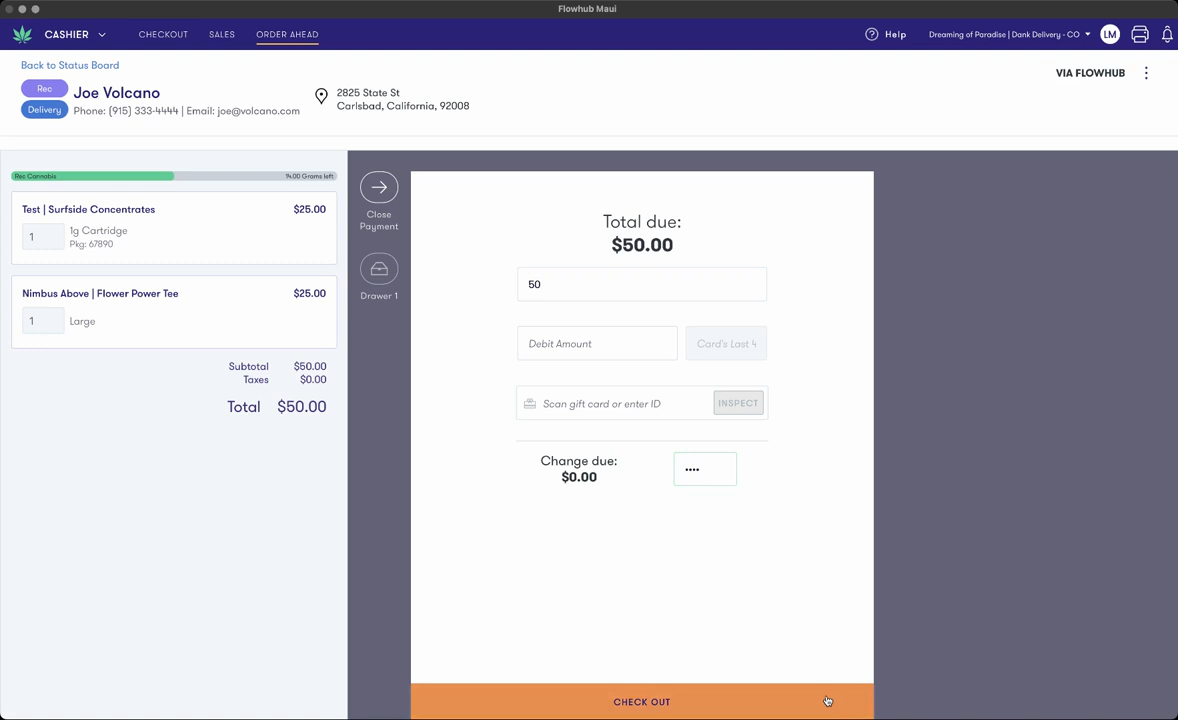 Flowhub Maui
CASHIER
CHECKOUT
SALES
ORDER AHEAD
Help
Dreaming of Paradise | Dank Delivery - CO
LM
Back to Status Board
Rec
Joe Volcano
Delivery
Phone: (915) 333-4444 | Email: joe@volcano.com
2825 State St
Carlsbad, California, 92008
VIA FLOWHUB
Rec Cannabis
14.00 Grams left
Test | Surfside Concentrates $25.00
1
1g Cartridge
Pkg: 67890
Nimbus Above | Flower Power Tee $25.00
1
Large
Subtotal $50.00
Taxes $0.00
Total $50.00
Close
Payment
Drawer 1
Total due:
$50.00
50
Debit Amount
Card's Last 4
Scan gift card or enter ID
INSPECT
Change due:
$0.00
••••
CHECK OUT